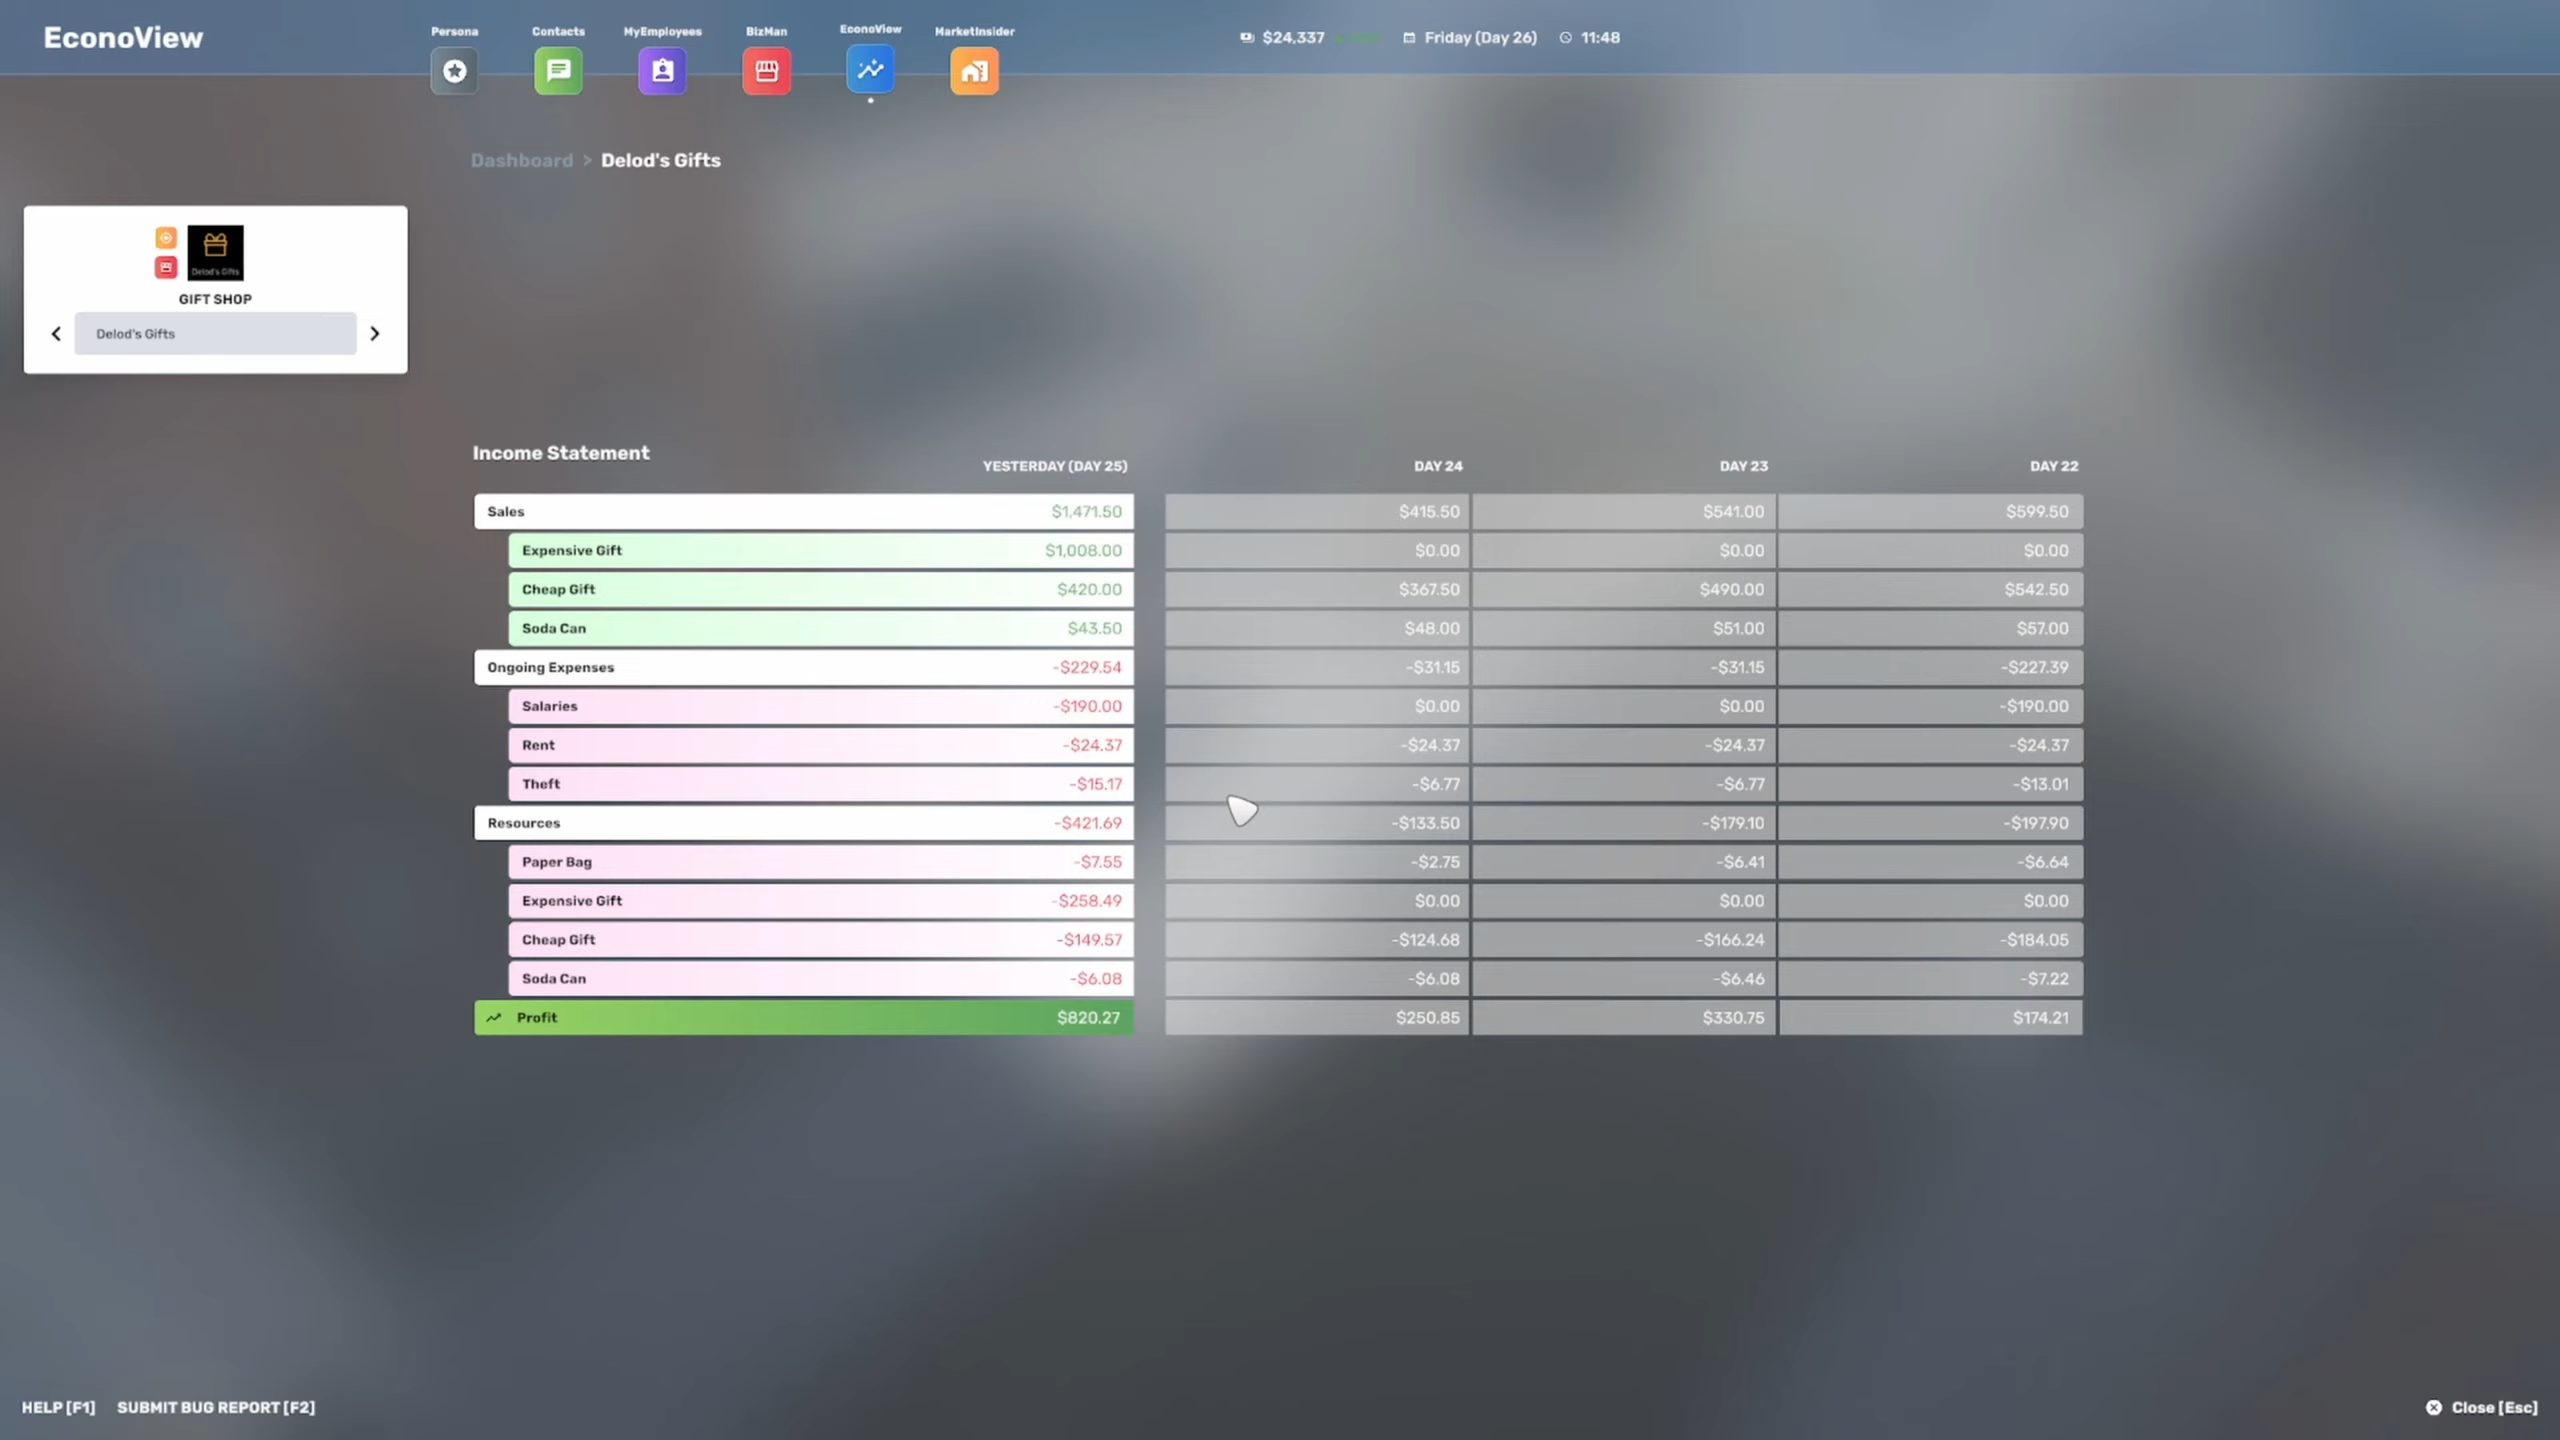 EconoView
Persona Contacts MyEmployees BizMan EconoView MarketInsider
$24,337 Friday (Day 26) 11:48
Dashboard > Delod's Gifts
Delod's Gifts
GIFT SHOP
Delod's Gifts
Income Statement YESTERDAY (DAY 25) DAY 24 DAY 23 DAY 22
Sales $1,471.50 $415.50 $541.00 $599.50
Expensive Gift $1,008.00 $0.00 $0.00 $0.00
Cheap Gift $420.00 $367.50 $490.00 $542.50
Soda Can $43.50 $48.00 $51.00 $57.00
Ongoing Expenses -$229.54 -$31.15 -$31.15 -$227.39
Salaries -$190.00 $0.00 $0.00 -$190.00
Rent -$24.37 -$24.37 -$24.37 -$24.37
Theft -$15.17 -$6.77 -$6.77 -$13.01
Resources -$421.69 -$133.50 -$179.10 -$197.90
Paper Bag -$7.55 -$2.75 -$6.41 -$6.64
Expensive Gift -$258.49 $0.00 $0.00 $0.00
Cheap Gift -$149.57 -$124.68 -$166.24 -$184.05
Soda Can -$6.08 -$6.08 -$6.46 -$7.22
Profit $820.27 $250.85 $330.75 $174.21
HELP [F1] SUBMIT BUG REPORT [F2] Close [Esc]